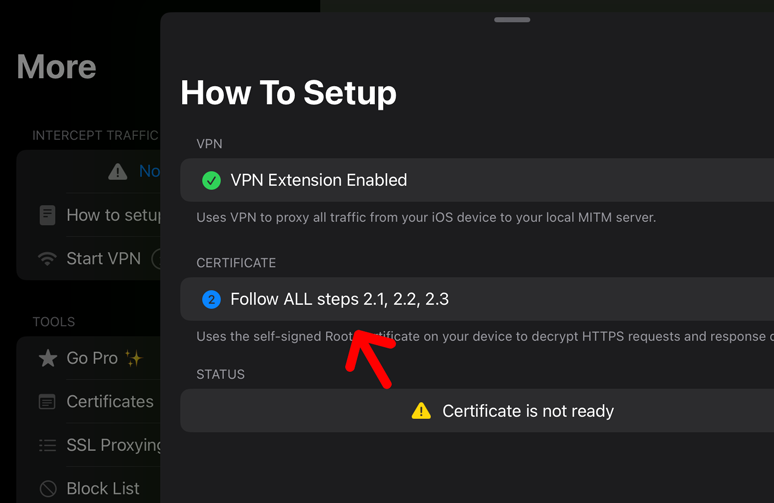 More
INTERCEPT TRAFFIC
No
How to setup
Start VPN
TOOLS
Go Pro
Certificates
SSL Proxying
Block List
How To Setup
VPN
VPN Extension Enabled
Uses VPN to proxy all traffic from your iOS device to your local MITM server.
CERTIFICATE
2 Follow ALL steps 2.1, 2.2, 2.3
Uses the self-signed Root certificate on your device to decrypt HTTPS requests and response
STATUS
Certificate is not ready